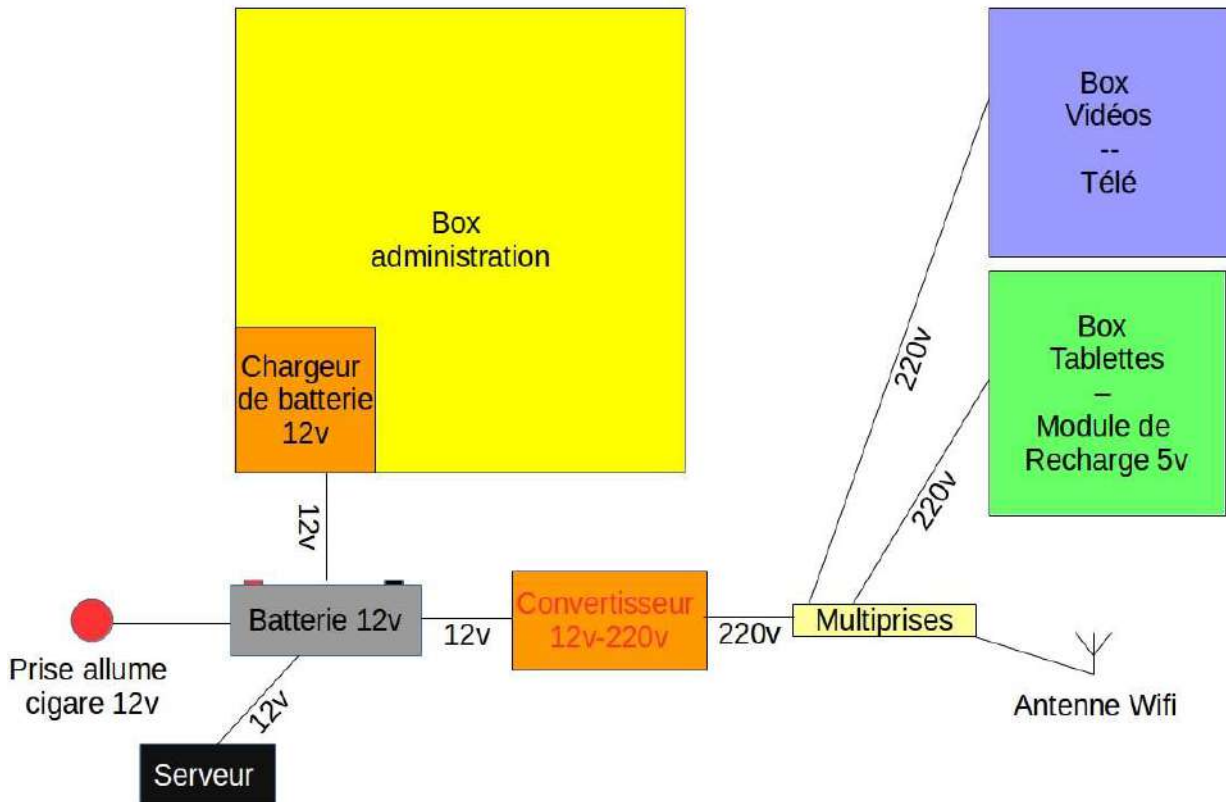 Box
Vidéos
--
Télé
Box
administration
Box
Tablettes
–
Module de
Recharge 5v
220v
220v
Chargeur
de batterie
12v
12v
Batterie 12v
12v
Convertisseur
12v-220v
220v
Multiprises
Prise allume
cigare 12v
12v
Antenne Wifi
Serveur